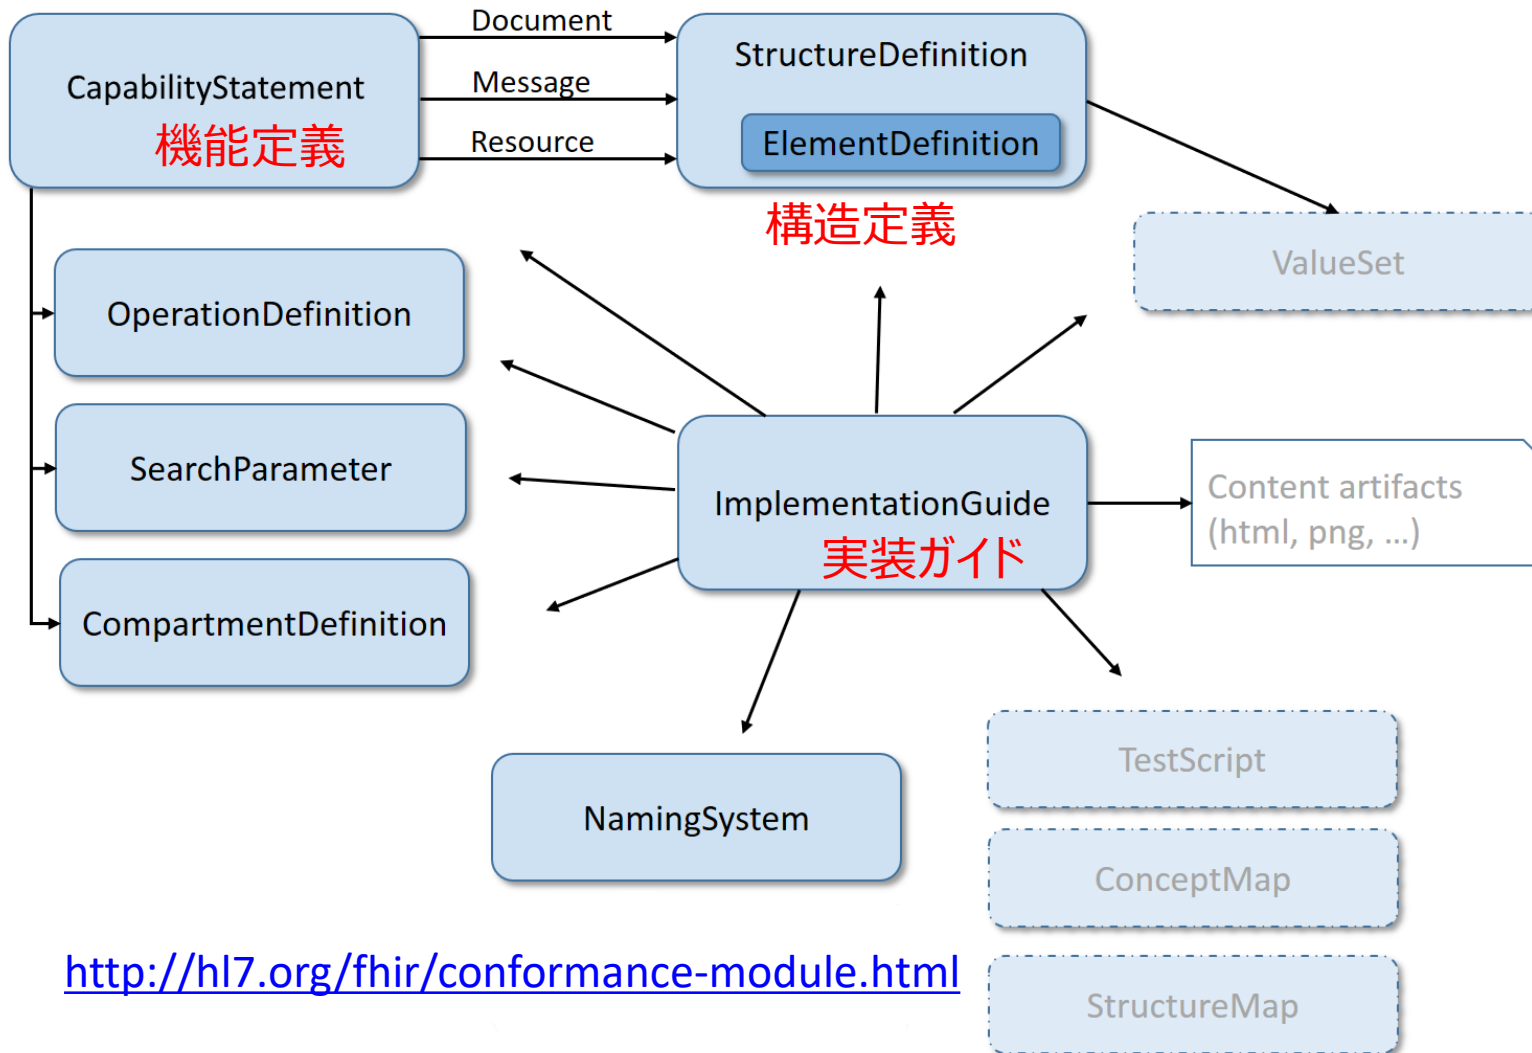 Document
CapabilityStatement
機能定義
Message
Resource
StructureDefinition
ElementDefinition
構造定義
ValueSet
OperationDefinition
SearchParameter
CompartmentDefinition
ImplementationGuide
実装ガイド
Content artifacts
(html, png, ...)
NamingSystem
TestScript
ConceptMap
StructureMap
http://hl7.org/fhir/conformance-module.html